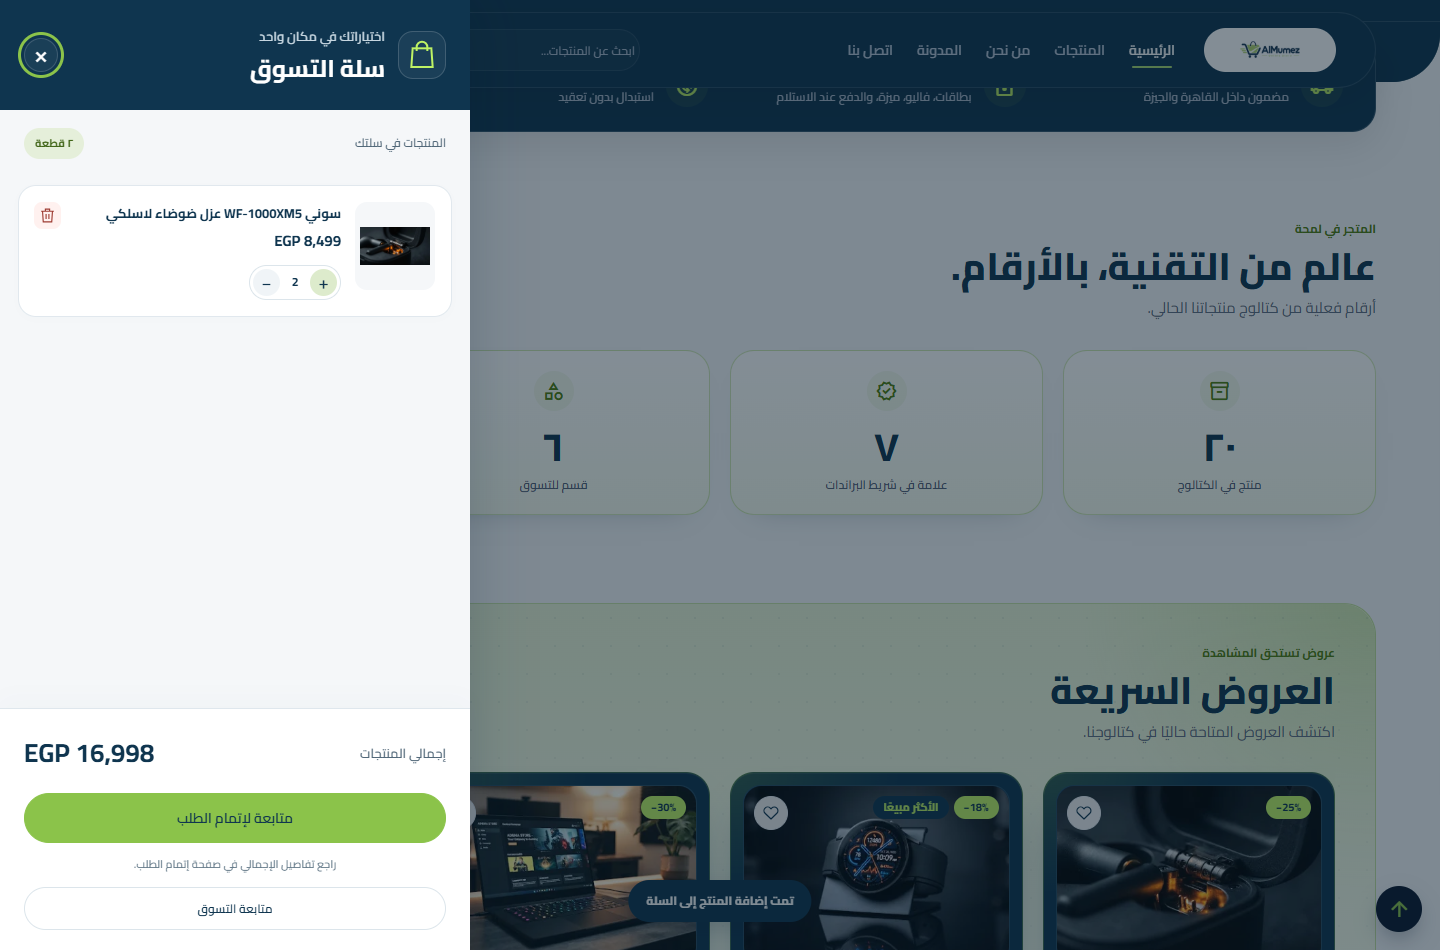 اختياراتك في مكان واحد
سلة التسوق
المنتجات في سلتك
٢ قطعة
سوني WF-1000XM5 عزل ضوضاء لاسلكي
EGP 8,499
+ 2 −
إجمالي المنتجات
EGP 16,998
متابعة لإتمام الطلب
راجع تفاصيل الإجمالي في صفحة إتمام الطلب.
متابعة التسوق
AlMumez
الرئيسية
المنتجات
المدونة
من نحن
اتصل بنا
ابحث عن المنتجات...
مضمون داخل القاهرة والجيزة
بطاقات، فاليو، ميزة، والدفع عند الاستلام
استبدال بدون تعقيد
المتجر في لمحة
عالم من التقنية، بالأرقام.
أرقام فعلية من كتالوج منتجاتنا الحالي.
٢٠
منتج في الكتالوج
٧
علامة في شريط البراندات
٦
قسم للتسوق
عروض تستحق المشاهدة
العروض السريعة
اكتشف العروض المتاحة حاليًا في كتالوجنا.
−25%
−18%
الأكثر مبيعًا
−30%
تمت إضافة المنتج إلى السلة